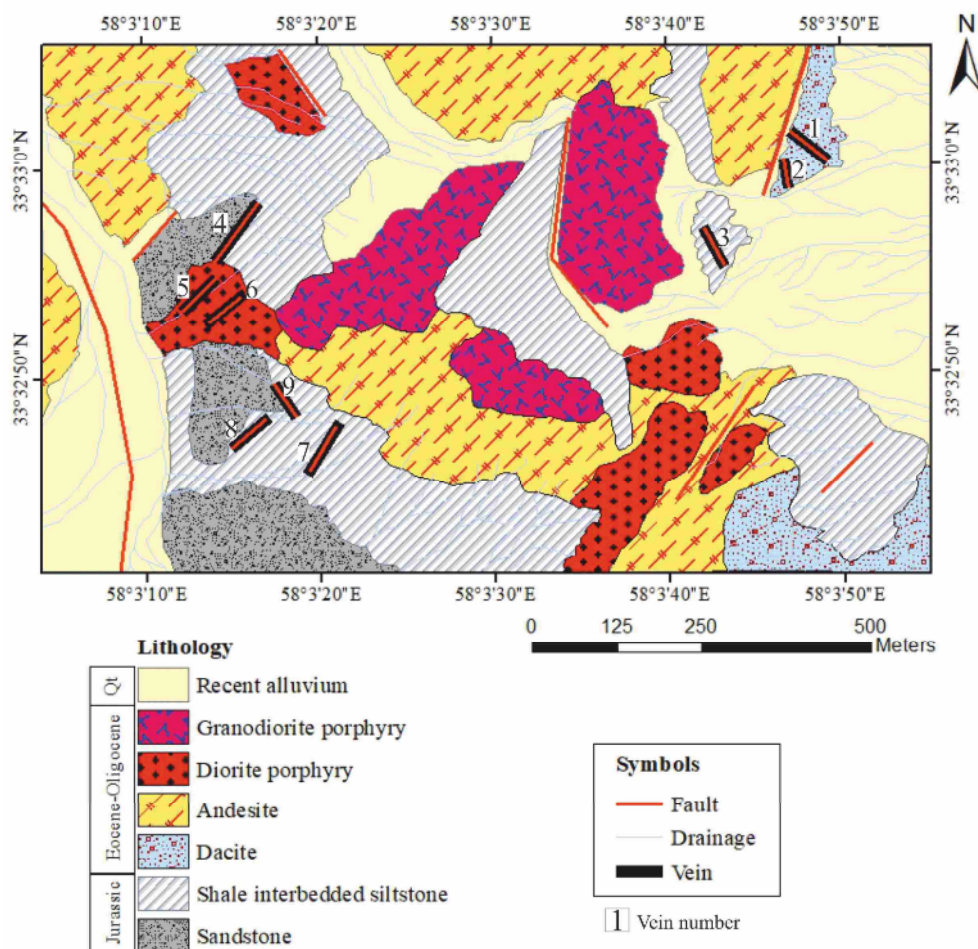 58°3'10"E 58°3'20"E 58°3'30"E 58°3'40"E 58°3'50"E
N
33°33'0"N
33°33'0"N
33°32'50"N
33°32'50"N
1
2
3
4
5
6
9
8
7
58°3'10"E 58°3'20"E 58°3'30"E 58°3'40"E 58°3'50"E
0 125 250 500
Meters
Lithology
Qt
Recent alluvium
Eocene-Oligocene
Granodiorite porphyry
Diorite porphyry
Andesite
Dacite
Jurassic
Shale interbedded siltstone
Sandstone
Symbols
Fault
Drainage
Vein
1 Vein number